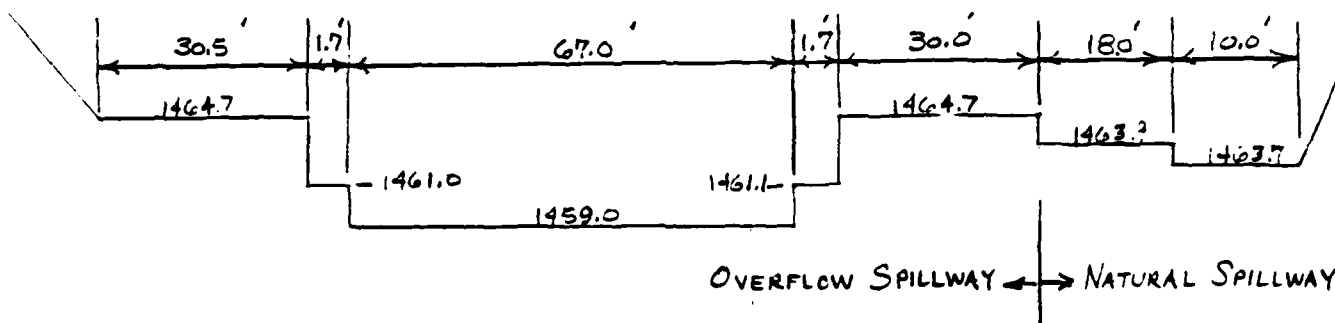 30.5' 1.7' 67.0' 1.7' 30.0' 18.0' 10.0'
1464.7 1464.7
1463.7
1461.0 1461.1
1459.0
OVERFLOW SPILLWAY NATURAL SPILLWAY